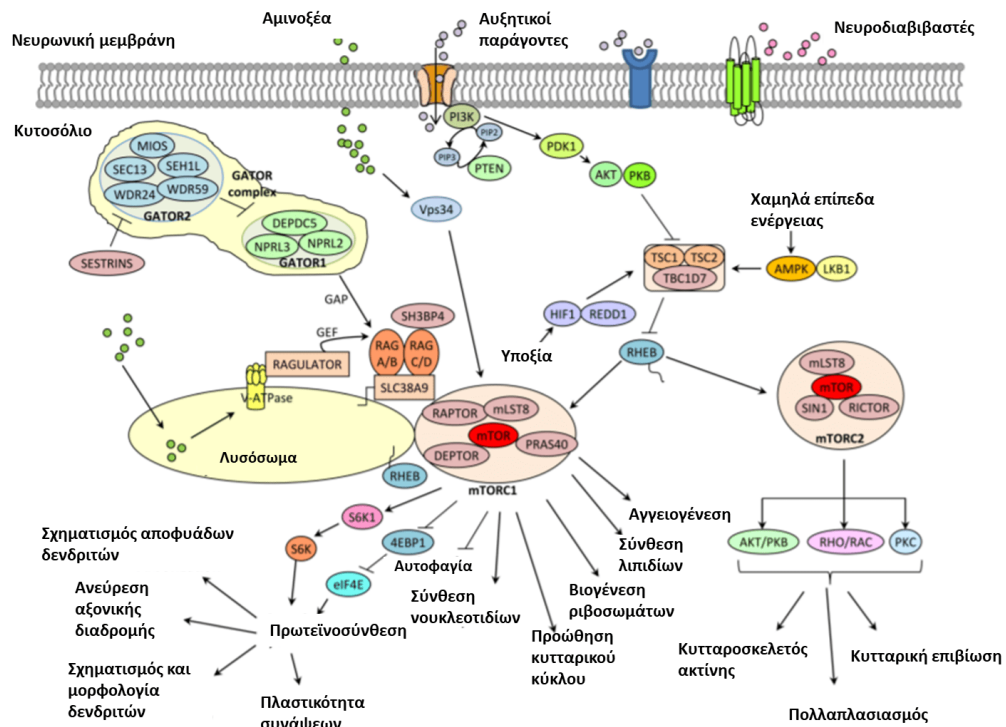 Αμινοξέα
Αυξητικοί
παράγοντες
Νευροδιαβιβαστές
Νευρωνική μεμβράνη
Κυτοσόλιο
MIOS
SEC13
SEH1L
WDR24
WDR59
GATOR2
GATOR
complex
DEPDC5
NPRL3
NPRL2
GATOR1
SESTRINS
PI3K
PIP2
PIP3
PTEN
PDK1
AKT
PKB
Vps34
Χαμηλά επίπεδα
ενέργειας
TSC1
TSC2
TBC1D7
AMPK
LKB1
HIF1
REDD1
Υποξία
RHEB
GAP
GEF
SH3BP4
RAG
A/B
RAG
C/D
RAGULATOR
SLC38A9
V-ATPase
Λυσόσωμα
RHEB
RAPTOR
mLST8
mTOR
DEPTOR
PRAS40
mTORC1
mLST8
mTOR
SIN1
RICTOR
mTORC2
S6K1
S6K
4EBP1
eIF4E
Αυτοφαγία
Σύνθεση
νουκλεοτιδίων
Προώθηση
κυτταρικού
κύκλου
Βιογένεση
ριβοσωμάτων
Σύνθεση
λιπιδίων
Αγγειογένεση
AKT/PKB
RHO/RAC
PKC
Κυτταροσκελετός
ακτίνης
Κυτταρική επιβίωση
Πολλαπλασιασμός
Σχηματισμός αποφυάδων
δενδριτών
Ανεύρεση
αξονικής
διαδρομής
Σχηματισμός και
μορφολογία
δενδριτών
Πρωτεϊνοσύνθεση
Πλαστικότητα
συνάψεων